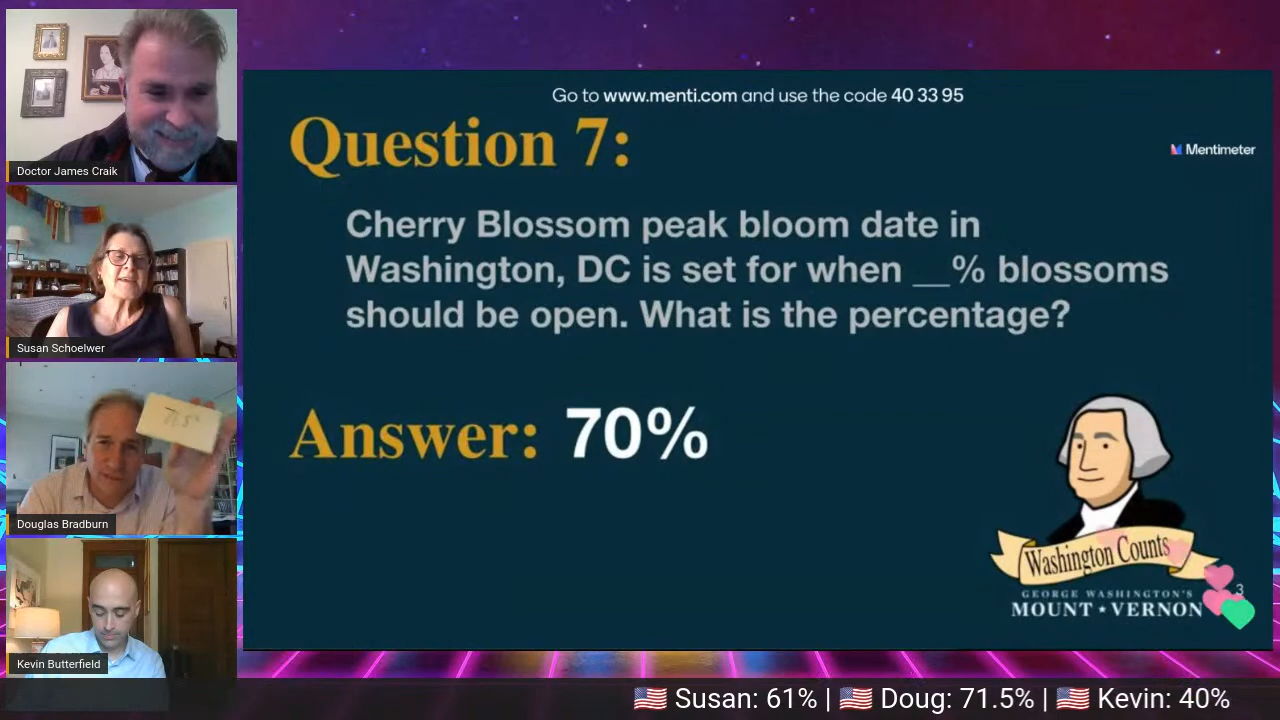 Doctor James Craik
Susan Schoelwer
Douglas Bradburn
Kevin Butterfield
Go to www.menti.com and use the code 40 33 95
Mentimeter
Question 7:
Cherry Blossom peak bloom date in
Washington, DC is set for when __% blossoms
should be open. What is the percentage?
Answer: 70%
Washington Counts
GEORGE WASHINGTON'S
MOUNT ★ VERNON
3
🇺🇸 Susan: 61% | 🇺🇸 Doug: 71.5% | 🇺🇸 Kevin: 40%